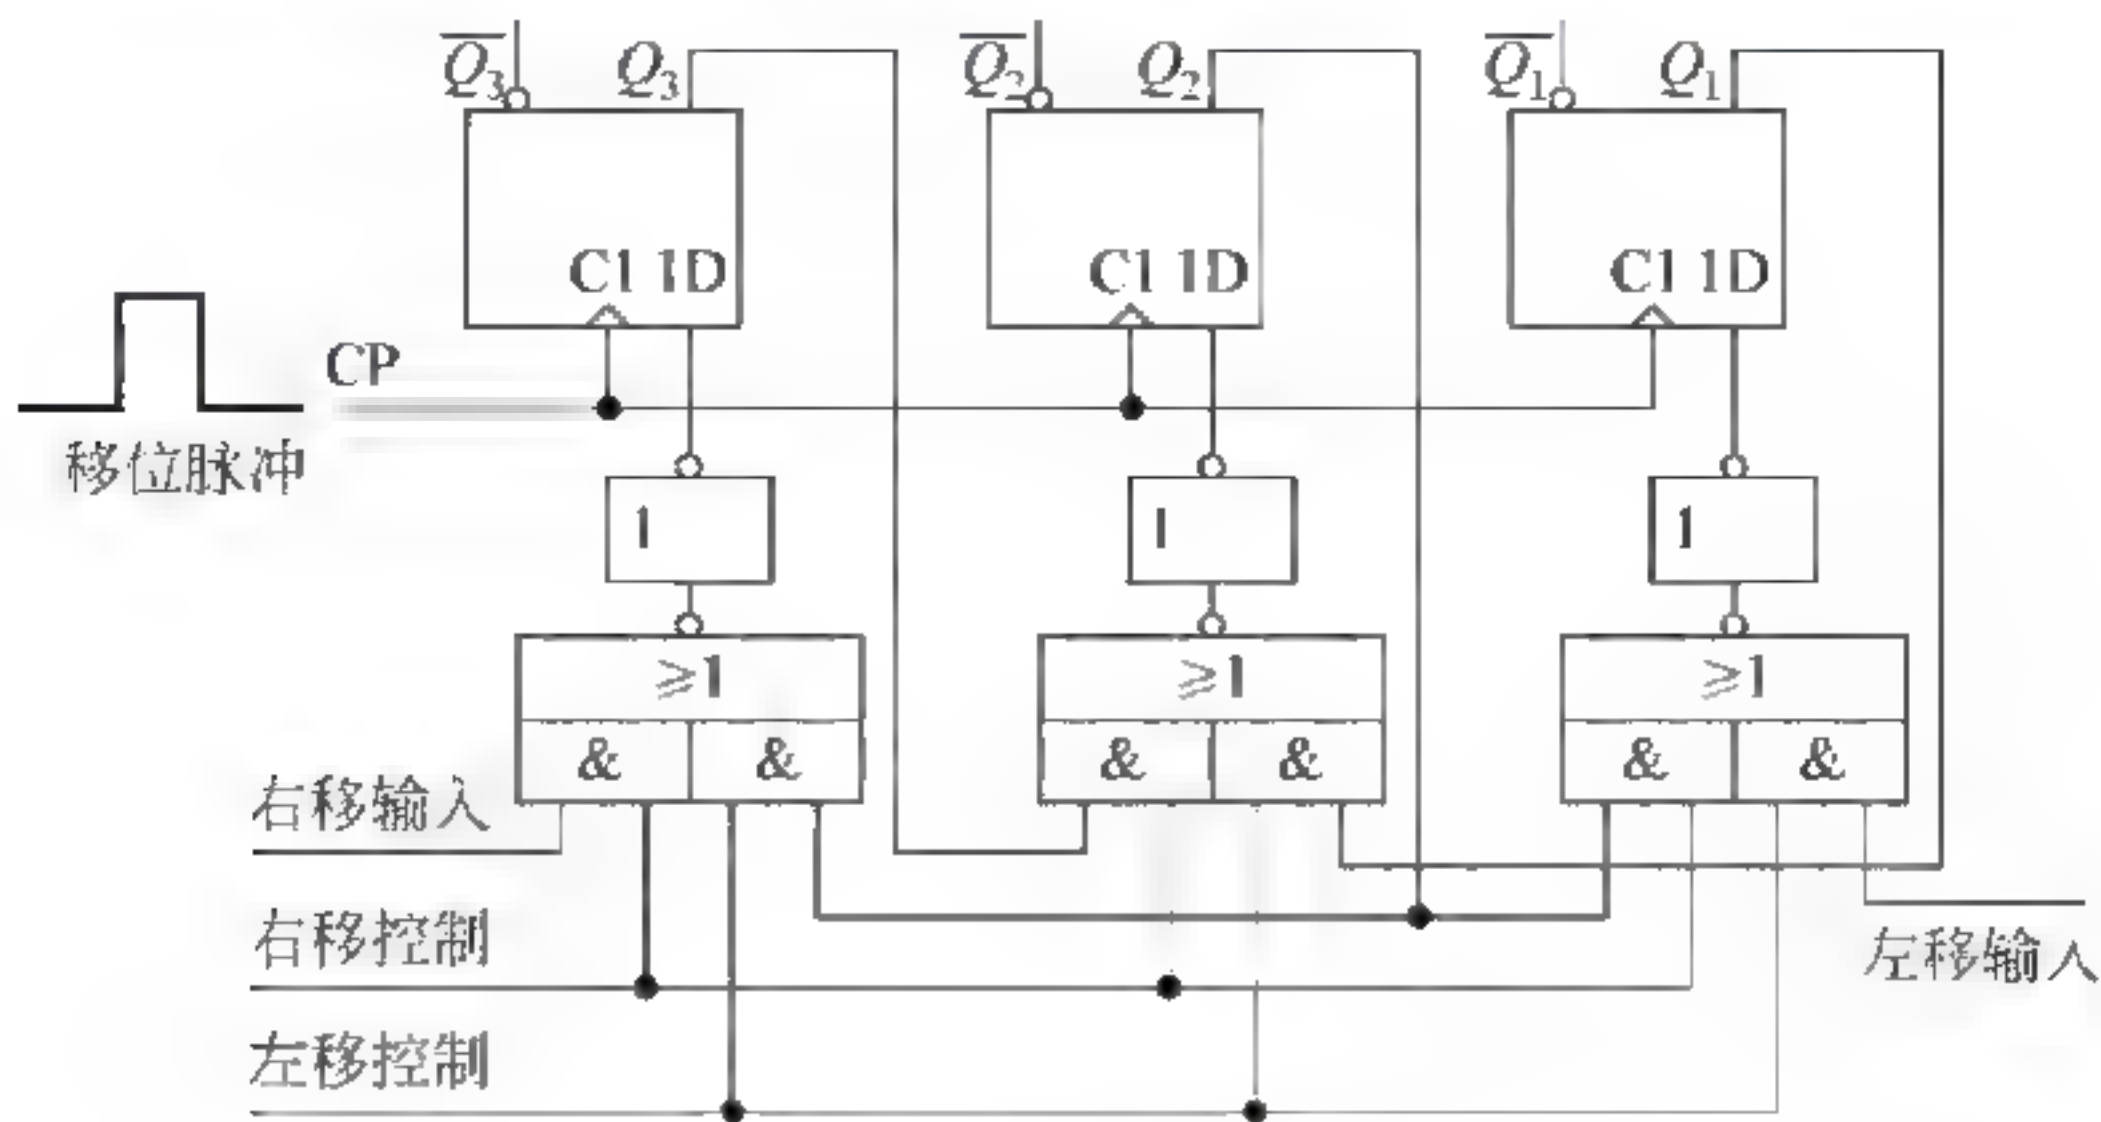 Q̅₃ Q₃ Q̅₂ Q₂ Q̅₁ Q₁
C1 1D C1 1D C1 1D
CP
移位脉冲
1 1 1
≥1 ≥1 ≥1
& & & & & &
右移输入
右移控制
左移输入
左移控制